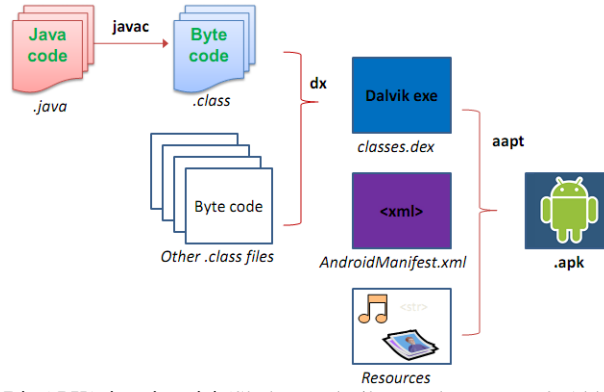 Java code
javac
Byte code
.java
.class
dx
Dalvik exe
classes.dex
aapt
Byte code
Other .class files
<xml>
AndroidManifest.xml
.apk
<str>
Resources